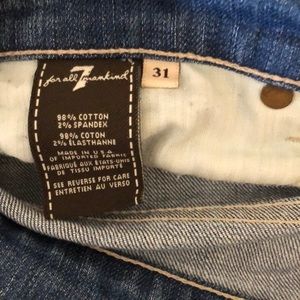 7
for all mankind
31
98% COTTON
2% SPANDEX
98% COTON
2% ELASTHANNE
MADE IN U.S.A
OF IMPORTED FABRIC
FABRIQUÉ AUX ÉTATS-UNIS
DE TISSU IMPORTÉ
SEE REVERSE FOR CARE
ENTRETIEN AU VERSO